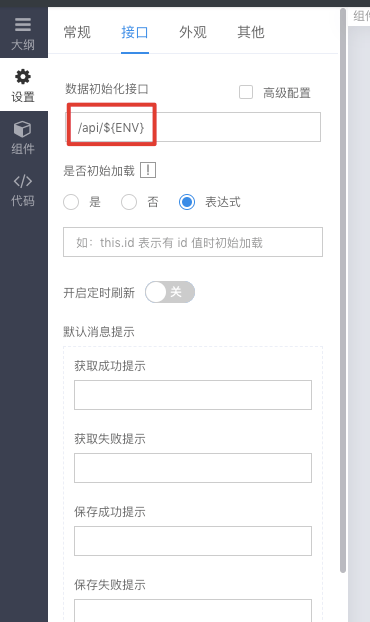 常规 接口 外观 其他
组件
大纲
设置
组件
代码
数据初始化接口 高级配置
/api/${ENV}
是否初始加载 !
是 否 表达式
如：this.id 表示有 id 值时初始加载
开启定时刷新 关
默认消息提示
获取成功提示
获取失败提示
保存成功提示
保存失败提示